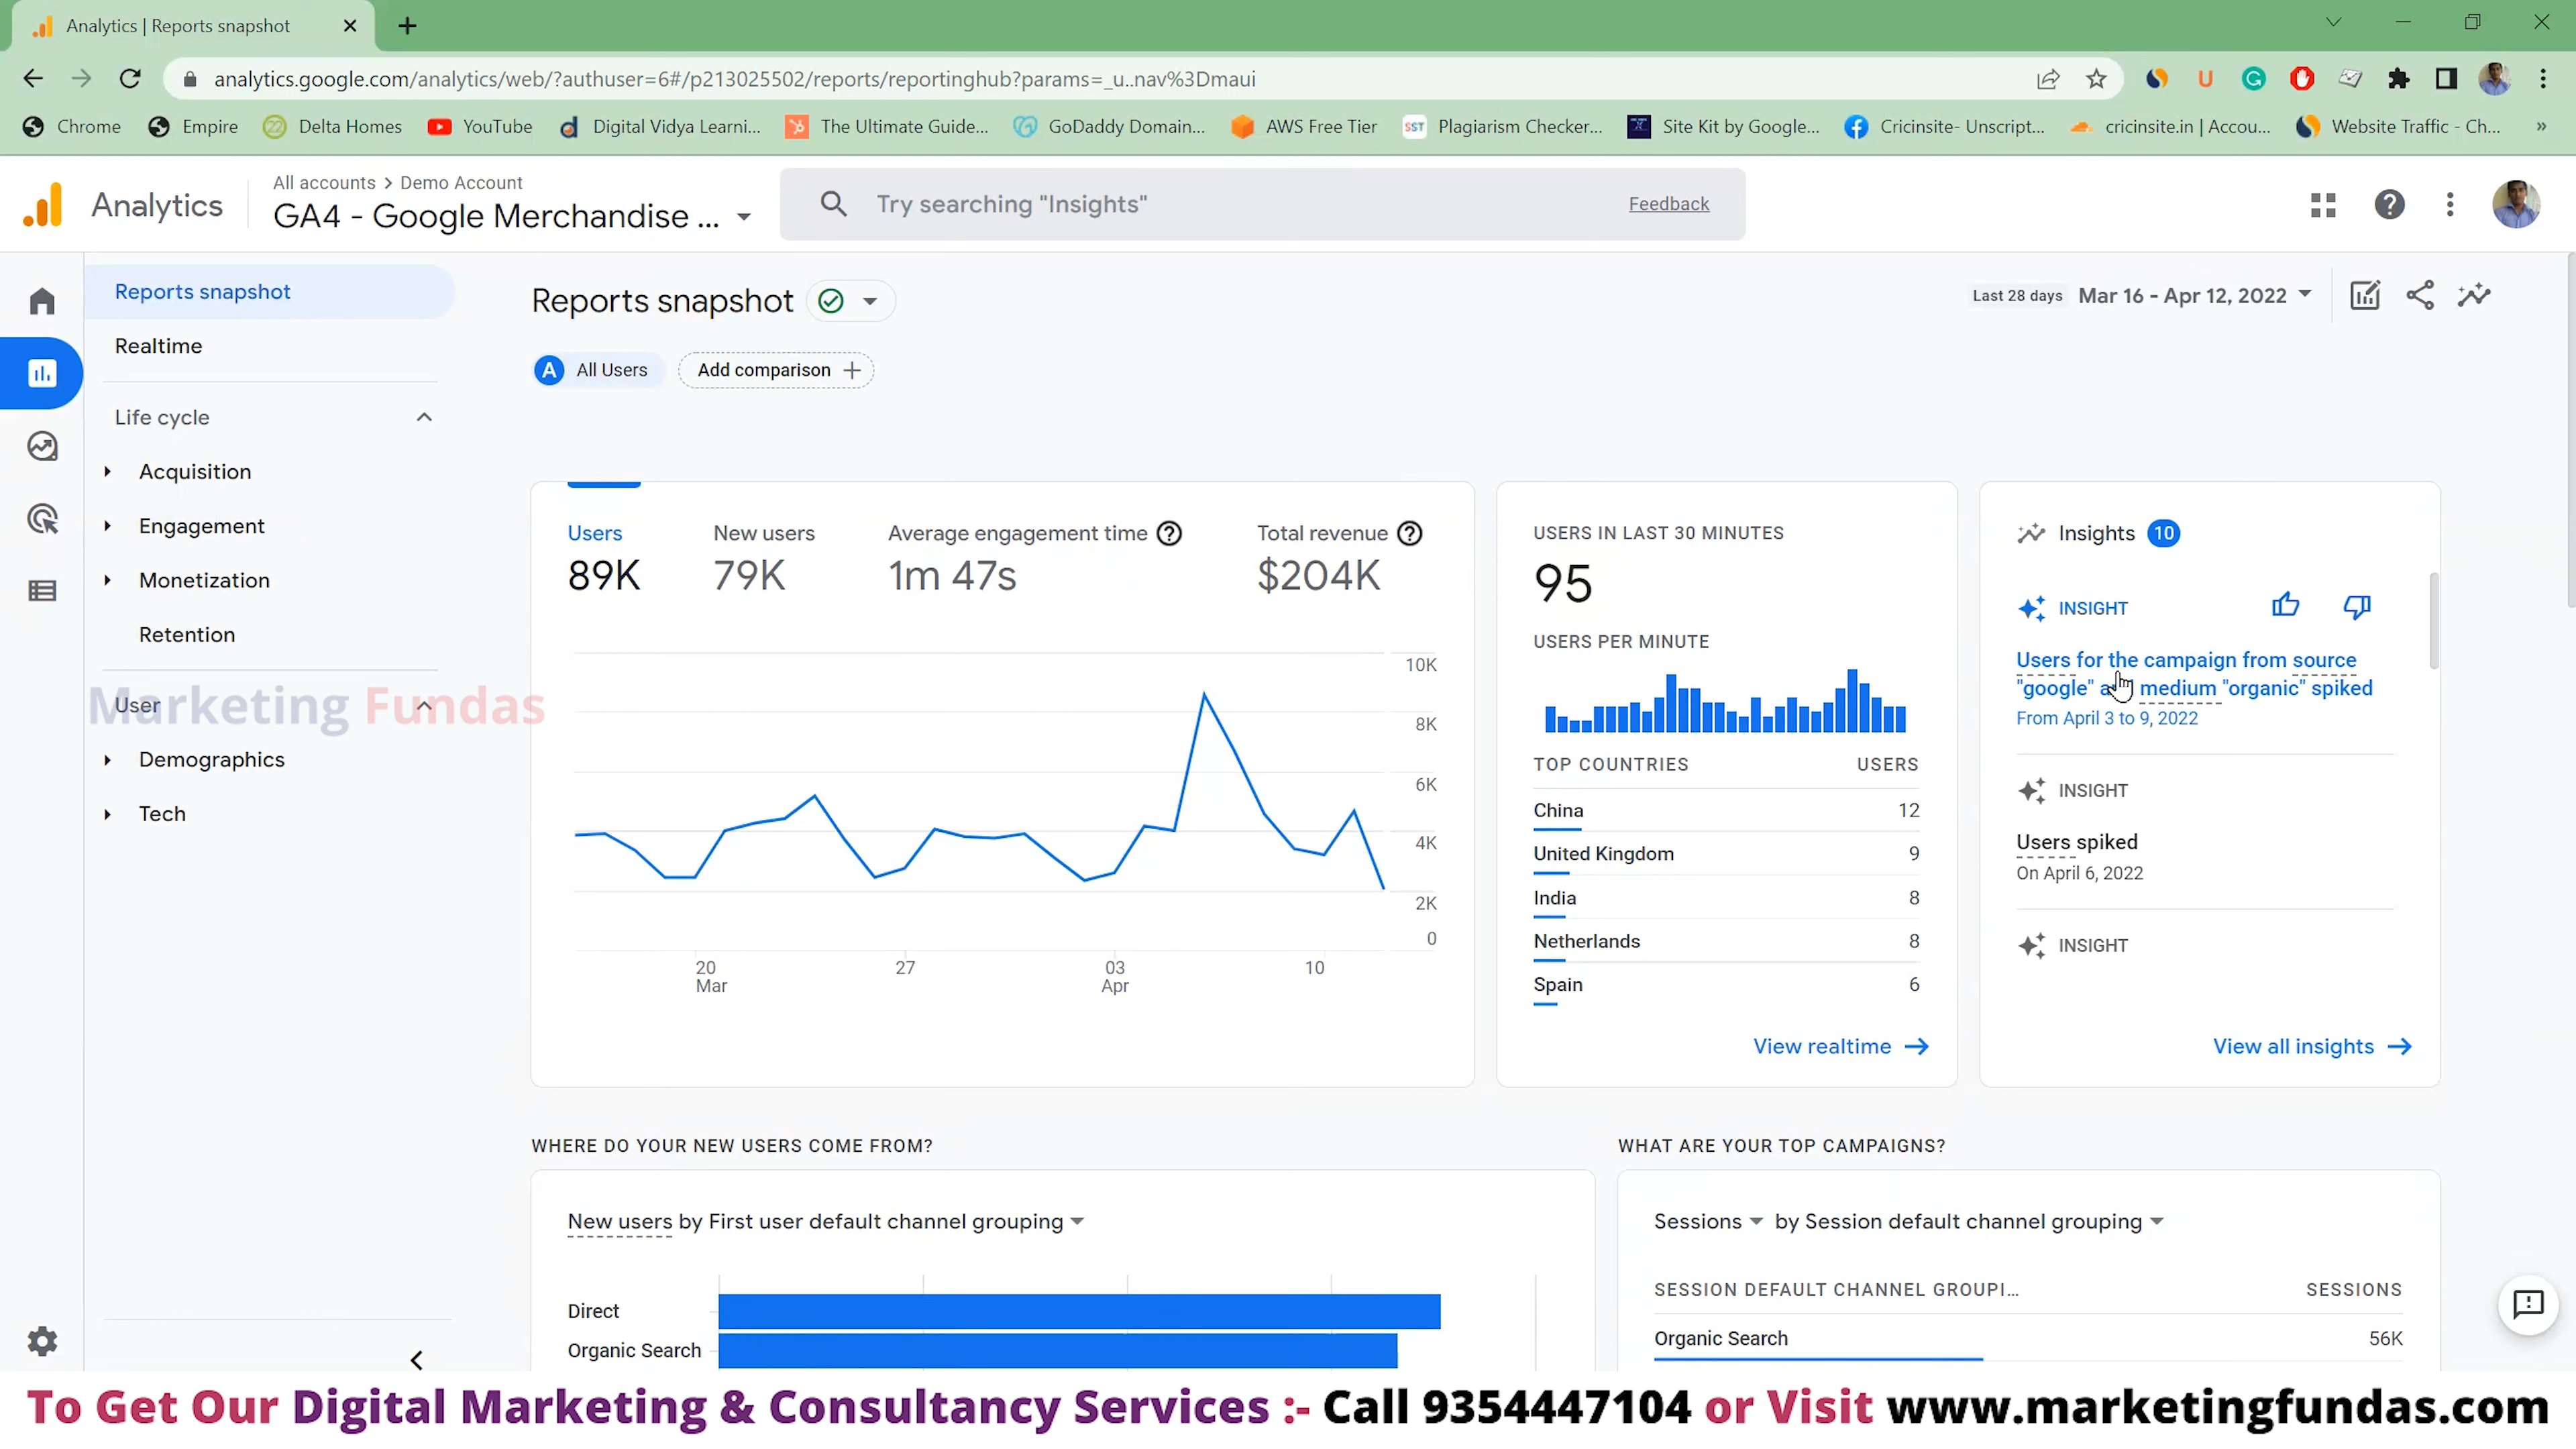 Analytics | Reports snapshot
analytics.google.com/analytics/web/?authuser=6#/p213025502/reports/reportinghub?params=_u..nav%3Dmaui
Chrome Empire Delta Homes YouTube Digital Vidya Learni... The Ultimate Guide... GoDaddy Domain... AWS Free Tier SST Plagiarism Checker... Site Kit by Google... Cricinsite- Unscript... cricinsite.in | Accou... Website Traffic - Ch... »
Analytics
All accounts > Demo Account
GA4 - Google Merchandise ...
Try searching "Insights"
Feedback
Reports snapshot
Realtime
Life cycle
Acquisition
Engagement
Monetization
Retention
Marketing Fundas
User
Demographics
Tech
Reports snapshot
Last 28 days Mar 16 - Apr 12, 2022
A All Users
Add comparison +
Users
89K
New users
79K
Average engagement time
1m 47s
Total revenue
$204K
10K
8K
6K
4K
2K
0
20 27 03 10
Mar Apr
USERS IN LAST 30 MINUTES
95
USERS PER MINUTE
TOP COUNTRIES USERS
China 12
United Kingdom 9
India 8
Netherlands 8
Spain 6
View realtime
Insights 10
INSIGHT
Users for the campaign from source
"google" medium "organic" spiked
From April 3 to 9, 2022
INSIGHT
Users spiked
On April 6, 2022
INSIGHT
View all insights
WHERE DO YOUR NEW USERS COME FROM?
New users by First user default channel grouping
Direct
Organic Search
WHAT ARE YOUR TOP CAMPAIGNS?
Sessions by Session default channel grouping
SESSION DEFAULT CHANNEL GROUPI... SESSIONS
Organic Search 56K
To Get Our Digital Marketing & Consultancy Services :- Call 9354447104 or Visit www.marketingfundas.com